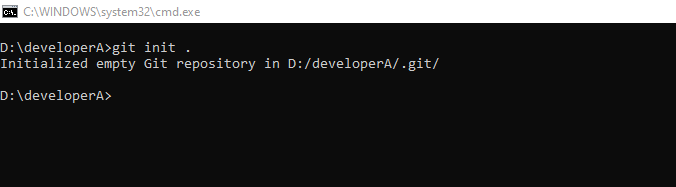 C:\WINDOWS\system32\cmd.exe
D:\developerA>git init .
Initialized empty Git repository in D:/developerA/.git/
D:\developerA>